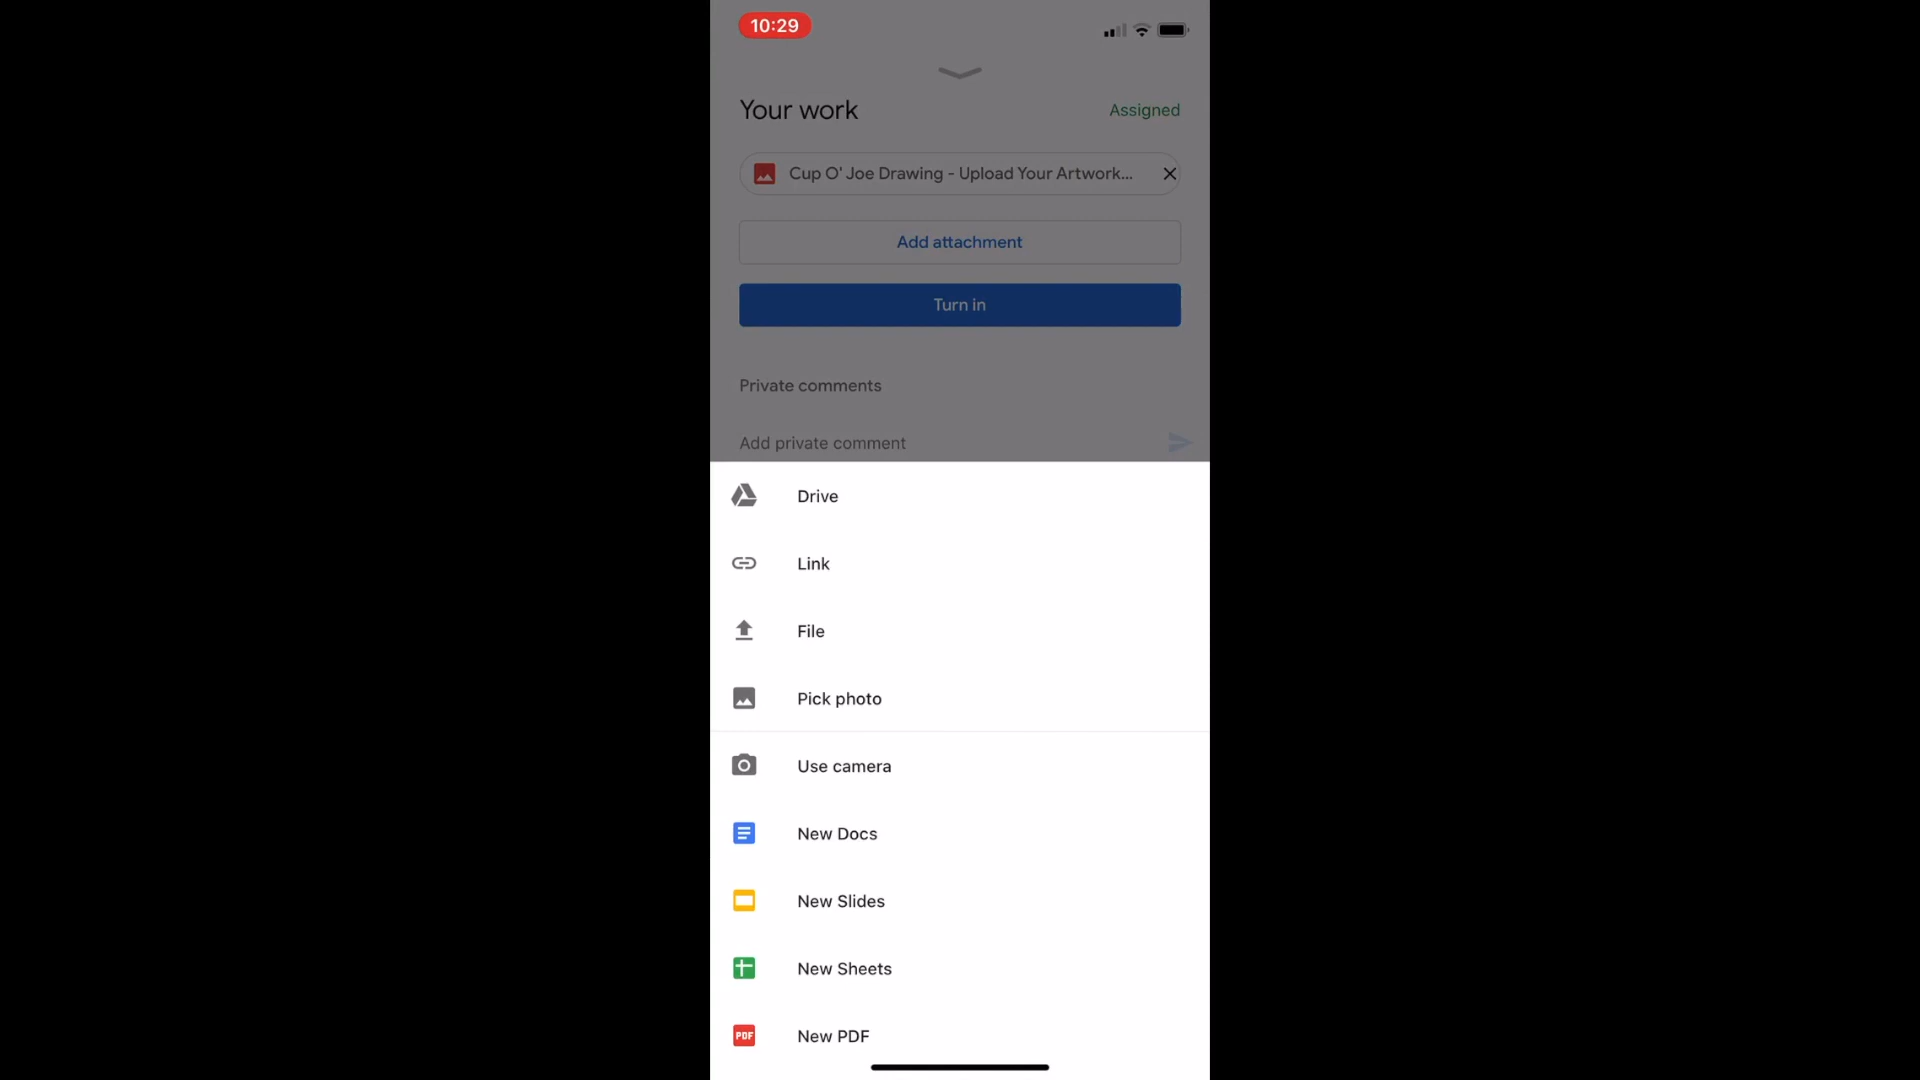 10:29
Your work
Assigned
Cup O' Joe Drawing - Upload Your Artwork...
Add attachment
Turn in
Private comments
Add private comment
Drive
Link
File
Pick photo
Use camera
New Docs
New Slides
New Sheets
PDF
New PDF